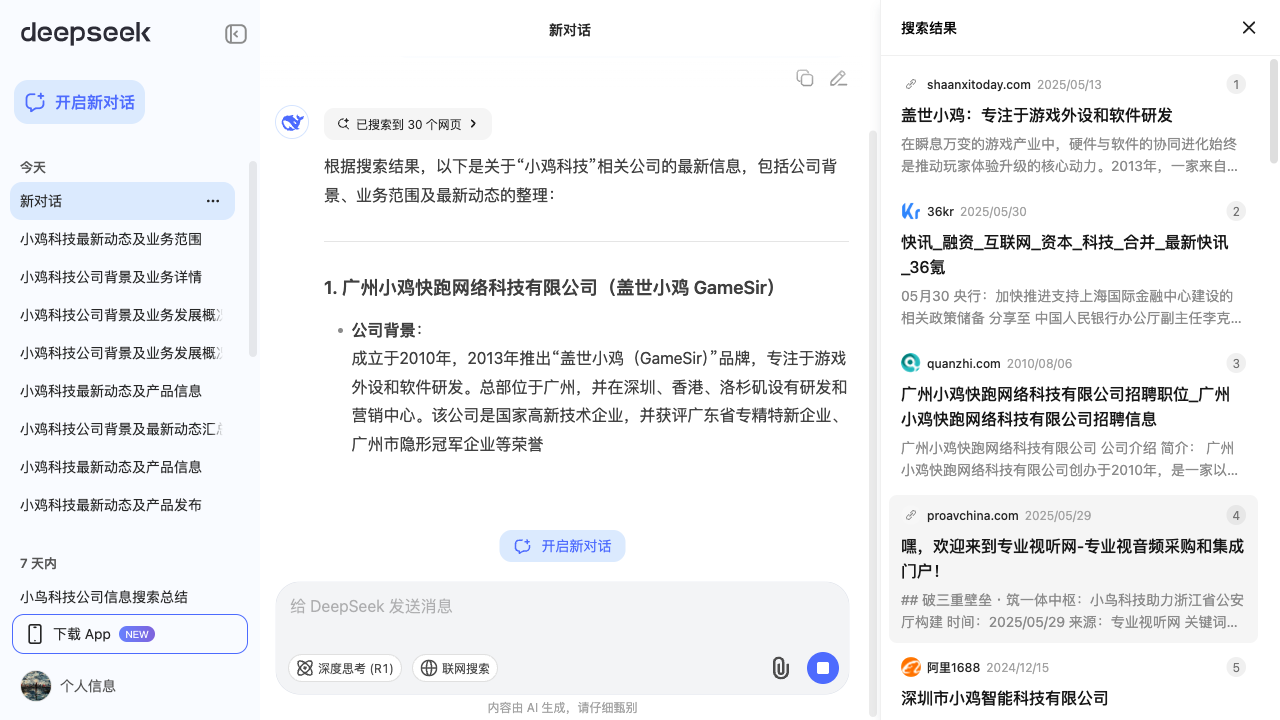 deepseek
开启新对话
今天
新对话
小鸡科技最新动态及业务范围
小鸡科技公司背景及业务详情
小鸡科技公司背景及业务发展概
小鸡科技公司背景及业务发展概
小鸡科技最新动态及产品信息
小鸡科技公司背景及最新动态汇
小鸡科技最新动态及产品信息
小鸡科技最新动态及产品发布
7 天内
小鸟科技公司信息搜索总结
下载 App NEW
个人信息
新对话
已搜索到 30 个网页
根据搜索结果，以下是关于“小鸡科技”相关公司的最新信息，包括公司背
景、业务范围及最新动态的整理：
1. 广州小鸡快跑网络科技有限公司（盖世小鸡 GameSir）
公司背景：
成立于2010年，2013年推出“盖世小鸡（GameSir）”品牌，专注于游戏
外设和软件研发。总部位于广州，并在深圳、香港、洛杉矶设有研发和
营销中心。该公司是国家高新技术企业，并获评广东省专精特新企业、
广州市隐形冠军企业等荣誉
开启新对话
给 DeepSeek 发送消息
深度思考 (R1)
联网搜索
内容由 AI 生成，请仔细甄别
搜索结果
shaanxitoday.com 2025/05/13 1
盖世小鸡：专注于游戏外设和软件研发
在瞬息万变的游戏产业中，硬件与软件的协同进化始终
是推动玩家体验升级的核心动力。2013年，一家来自...
36kr 2025/05/30 2
快讯_融资_互联网_资本_科技_合并_最新快讯
_36氪
05月30 央行：加快推进支持上海国际金融中心建设的
相关政策储备 分享至 中国人民银行办公厅副主任李克...
quanzhi.com 2010/08/06 3
广州小鸡快跑网络科技有限公司招聘职位_广州
小鸡快跑网络科技有限公司招聘信息
广州小鸡快跑网络科技有限公司 公司介绍 简介： 广州
小鸡快跑网络科技有限公司创办于2010年，是一家以...
proavchina.com 2025/05/29 4
嘿，欢迎来到专业视听网-专业视音频采购和集成
门户！
## 破三重壁垒·筑一体中枢：小鸟科技助力浙江省公安
厅构建 时间：2025/05/29 来源：专业视听网 关键词...
阿里1688 2024/12/15 5
深圳市小鸡智能科技有限公司